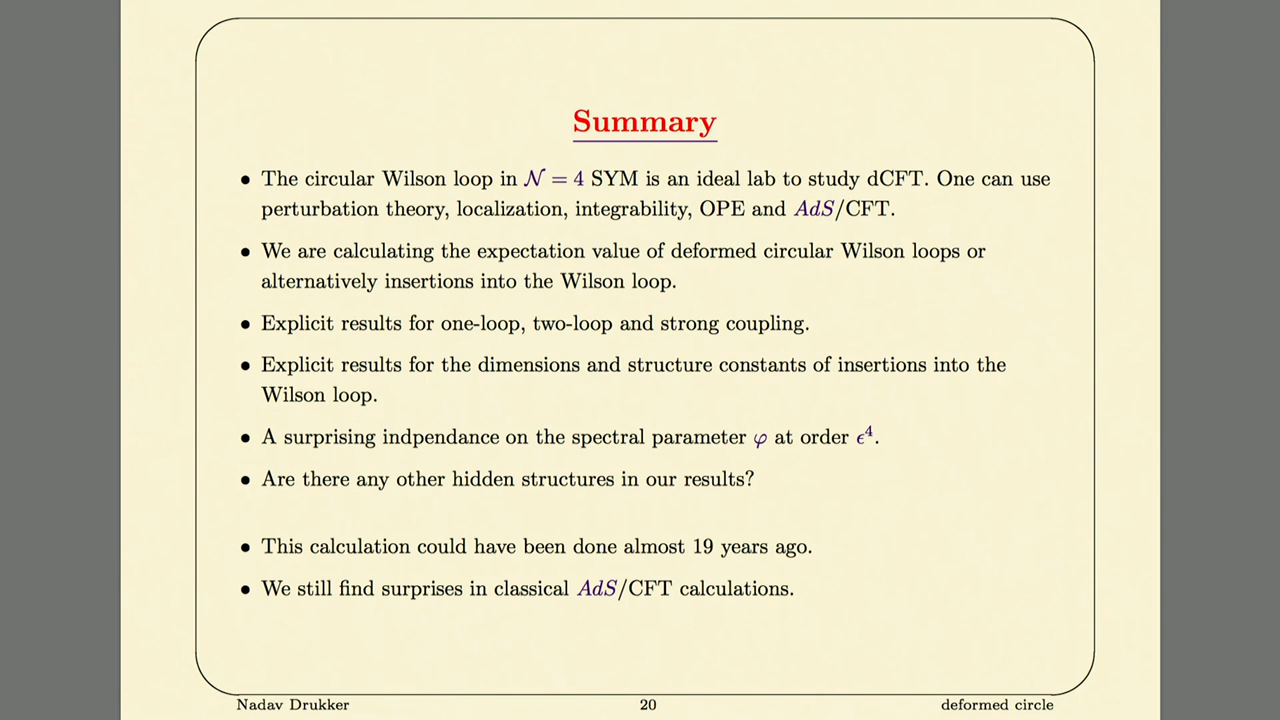 Summary
• The circular Wilson loop in 𝒩 = 4 SYM is an ideal lab to study dCFT. One can use
perturbation theory, localization, integrability, OPE and AdS/CFT.
• We are calculating the expectation value of deformed circular Wilson loops or
alternatively insertions into the Wilson loop.
• Explicit results for one-loop, two-loop and strong coupling.
• Explicit results for the dimensions and structure constants of insertions into the
Wilson loop.
• A surprising indpendance on the spectral parameter φ at order ϵ⁴.
• Are there any other hidden structures in our results?
• This calculation could have been done almost 19 years ago.
• We still find surprises in classical AdS/CFT calculations.
Nadav Drukker 20 deformed circle